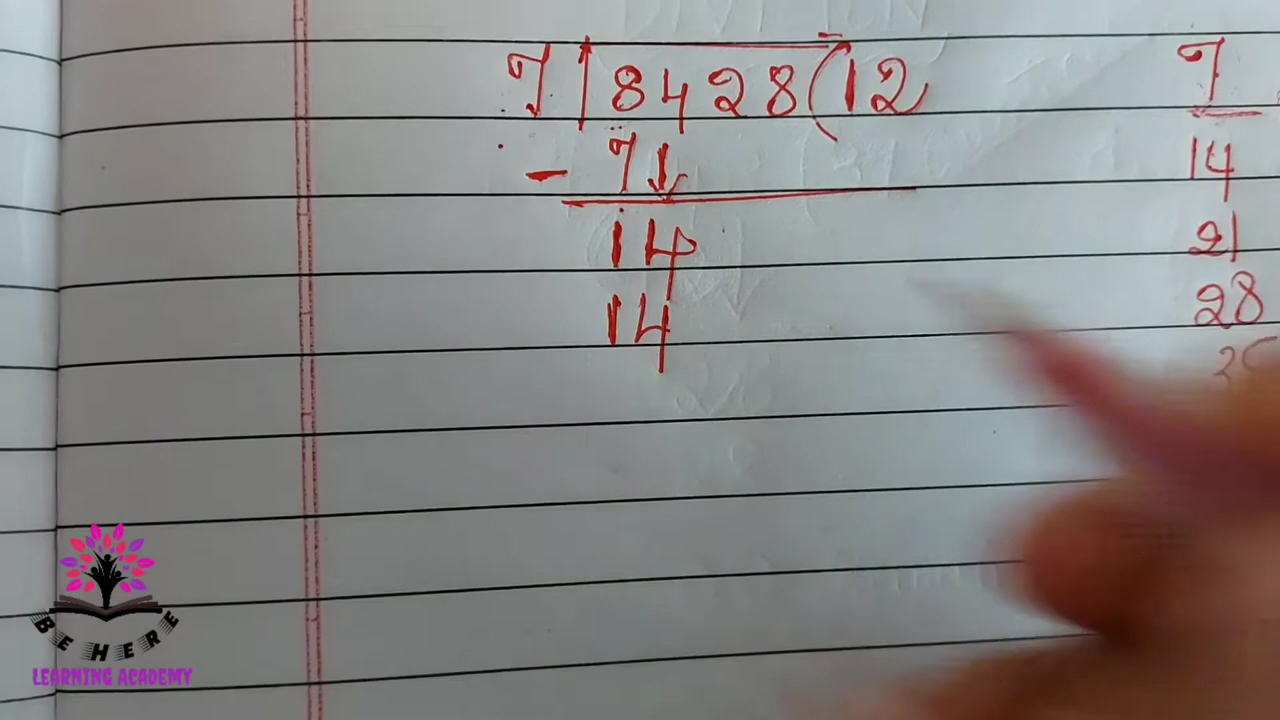 7 8428 ( 12
- 7 ↓
14
14
7
14
21
28
BE HERE
LEARNING ACADEMY